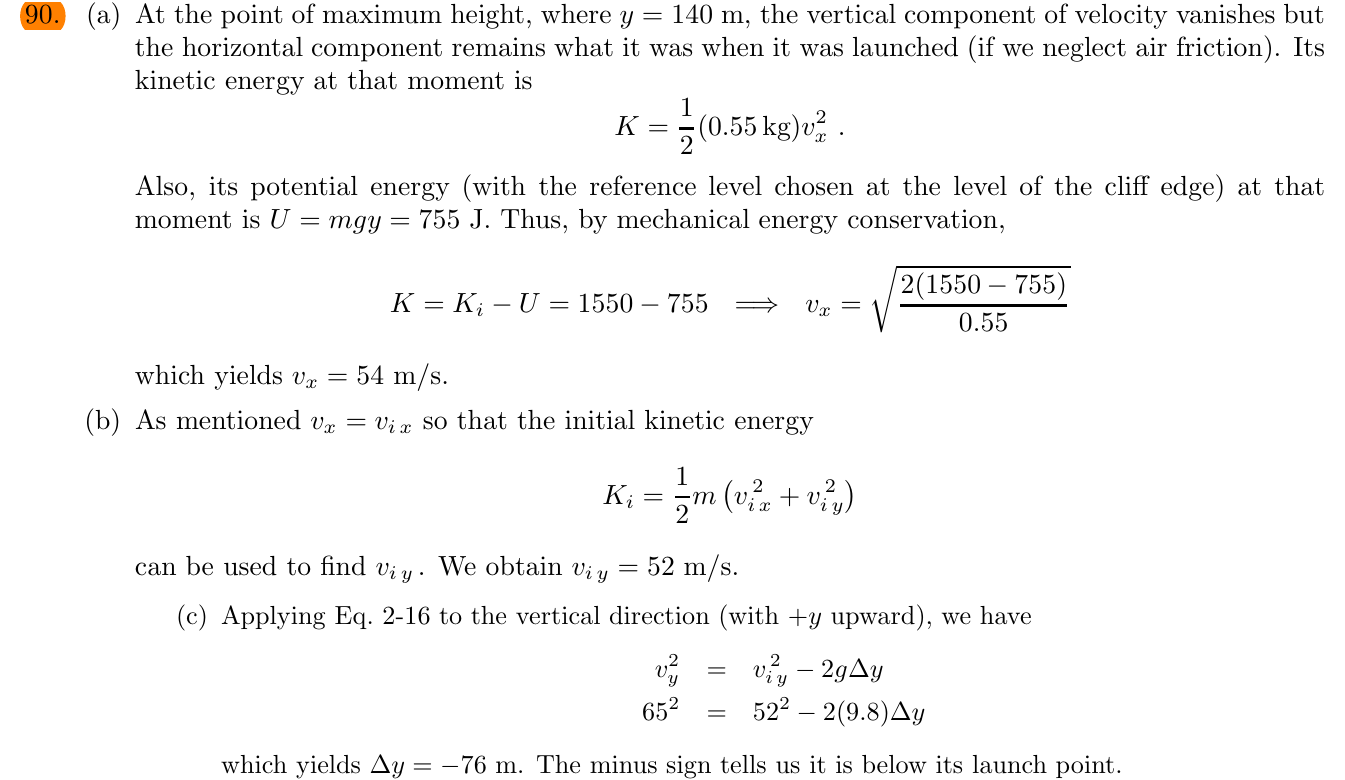 90. (a) At the point of maximum height, where y = 140 m, the vertical component of velocity vanishes but
the horizontal component remains what it was when it was launched (if we neglect air friction). Its
kinetic energy at that moment is
K = \frac{1}{2}(0.55 kg)v_x^2 .
Also, its potential energy (with the reference level chosen at the level of the cliff edge) at that
moment is U = mgy = 755 J. Thus, by mechanical energy conservation,
K = K_i − U = 1550 − 755 ⟹ v_x = \sqrt{\frac{2(1550 − 755)}{0.55}}
which yields v_x = 54 m/s.
(b) As mentioned v_x = v_{i x} so that the initial kinetic energy
K_i = \frac{1}{2}m (v_{i x}^2 + v_{i y}^2)
can be used to find v_{i y}. We obtain v_{i y} = 52 m/s.
(c) Applying Eq. 2-16 to the vertical direction (with +y upward), we have
v_y^2 = v_{i y}^2 − 2gΔy
65^2 = 52^2 − 2(9.8)Δy
which yields Δy = −76 m. The minus sign tells us it is below its launch point.